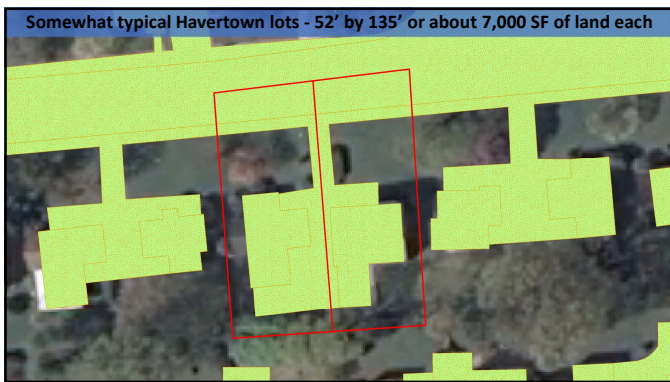 Somewhat typical Havertown lots - 52’ by 135’ or about 7,000 SF of land each